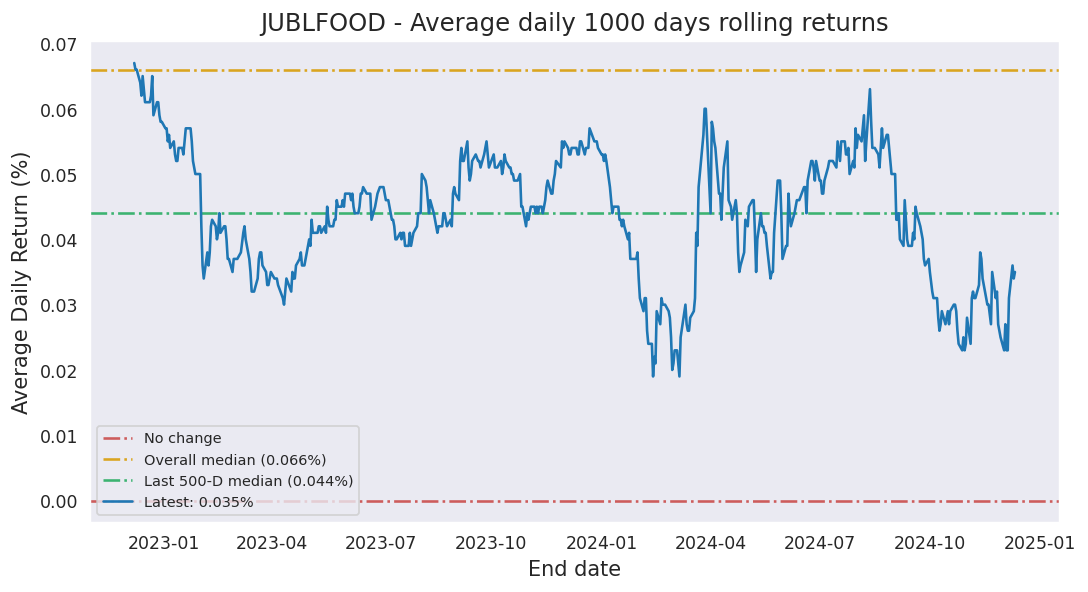 JUBLFOOD - Average daily 1000 days rolling returns
Average Daily Return (%)
0.07
0.06
0.05
0.04
0.03
0.02
0.01
0.00
No change
Overall median (0.066%)
Last 500-D median (0.044%)
Latest: 0.035%
2023-01 2023-04 2023-07 2023-10 2024-01 2024-04 2024-07 2024-10 2025-01
End date